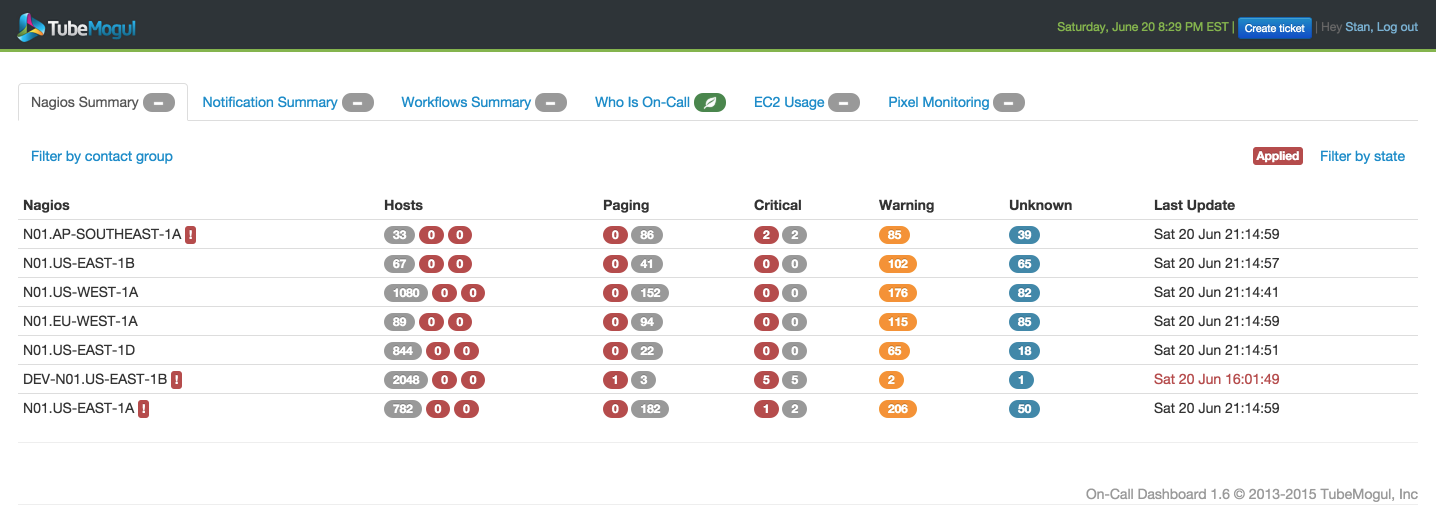 TubeMogul Saturday, June 20 8:29 PM EST | Create ticket | Hey Stan, Log out
Nagios Summary Notification Summary Workflows Summary Who Is On-Call EC2 Usage Pixel Monitoring
Filter by contact group Applied Filter by state
Nagios Hosts Paging Critical Warning Unknown Last Update
N01.AP-SOUTHEAST-1A ! 33 0 0 0 86 2 2 85 39 Sat 20 Jun 21:14:59
N01.US-EAST-1B 67 0 0 0 41 0 0 102 65 Sat 20 Jun 21:14:57
N01.US-WEST-1A 1080 0 0 0 152 0 0 176 82 Sat 20 Jun 21:14:41
N01.EU-WEST-1A 89 0 0 0 94 0 0 115 85 Sat 20 Jun 21:14:59
N01.US-EAST-1D 844 0 0 0 22 0 0 65 18 Sat 20 Jun 21:14:51
DEV-N01.US-EAST-1B ! 2048 0 0 1 3 5 5 2 1 Sat 20 Jun 16:01:49
N01.US-EAST-1A ! 782 0 0 0 182 1 2 206 50 Sat 20 Jun 21:14:59
On-Call Dashboard 1.6 © 2013-2015 TubeMogul, Inc